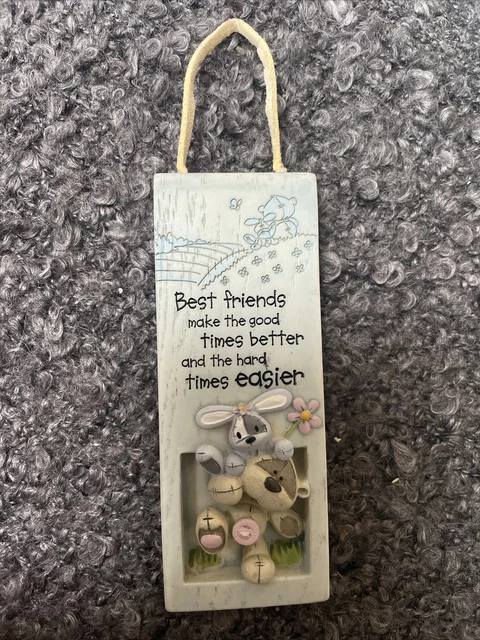 Best friends
make the good
times better
and the hard
times easier